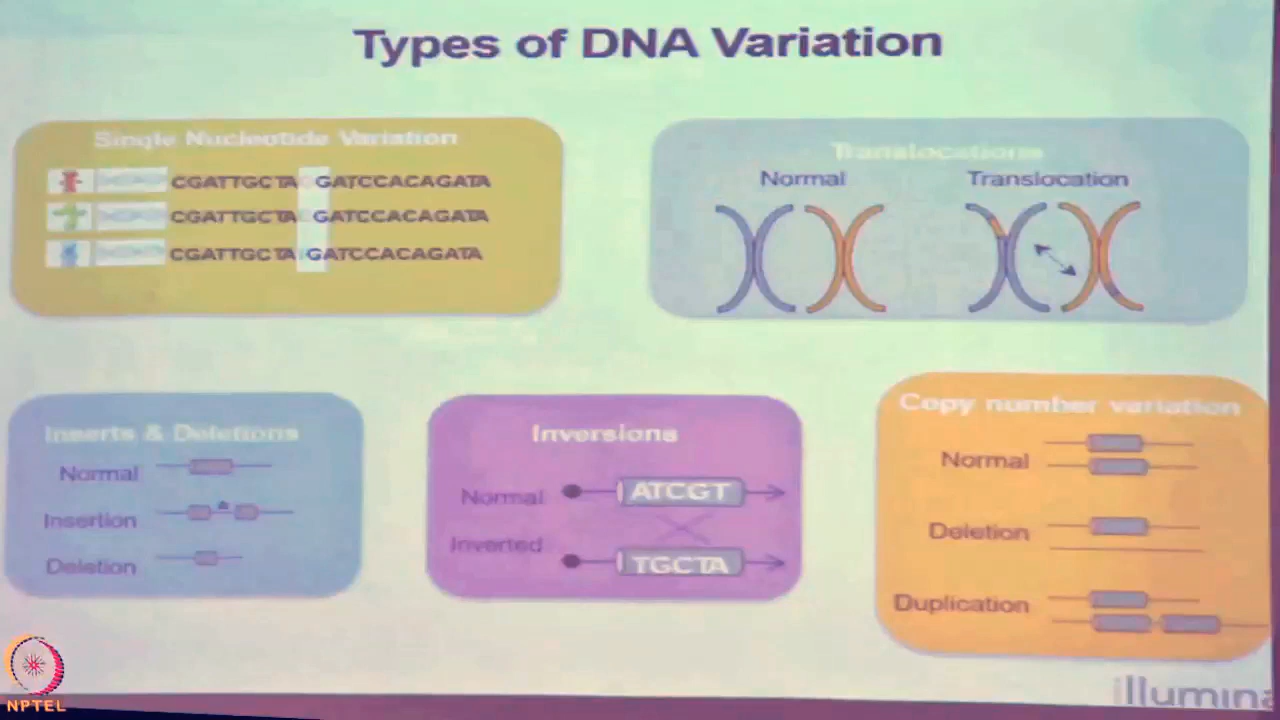 Types of DNA Variation
Single Nucleotide Variation
CGATTGCTA GATCCACAGATA
CGATTGCTA GATCCACAGATA
CGATTGCTA GATCCACAGATA
Translocations
Normal Translocation
Inserts & Deletions
Normal
Insertion
Deletion
Inversions
Normal ATCGT
Inverted TGCTA
Copy number variation
Normal
Deletion
Duplication
illumina
NPTEL